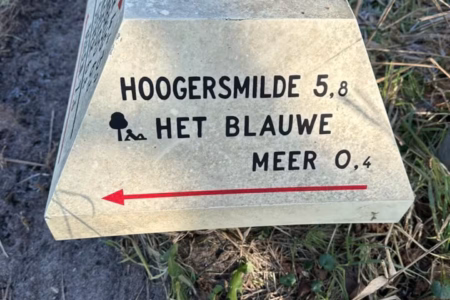 HOOGERSMILDE 5,8
HET BLAUWE
MEER 0,4